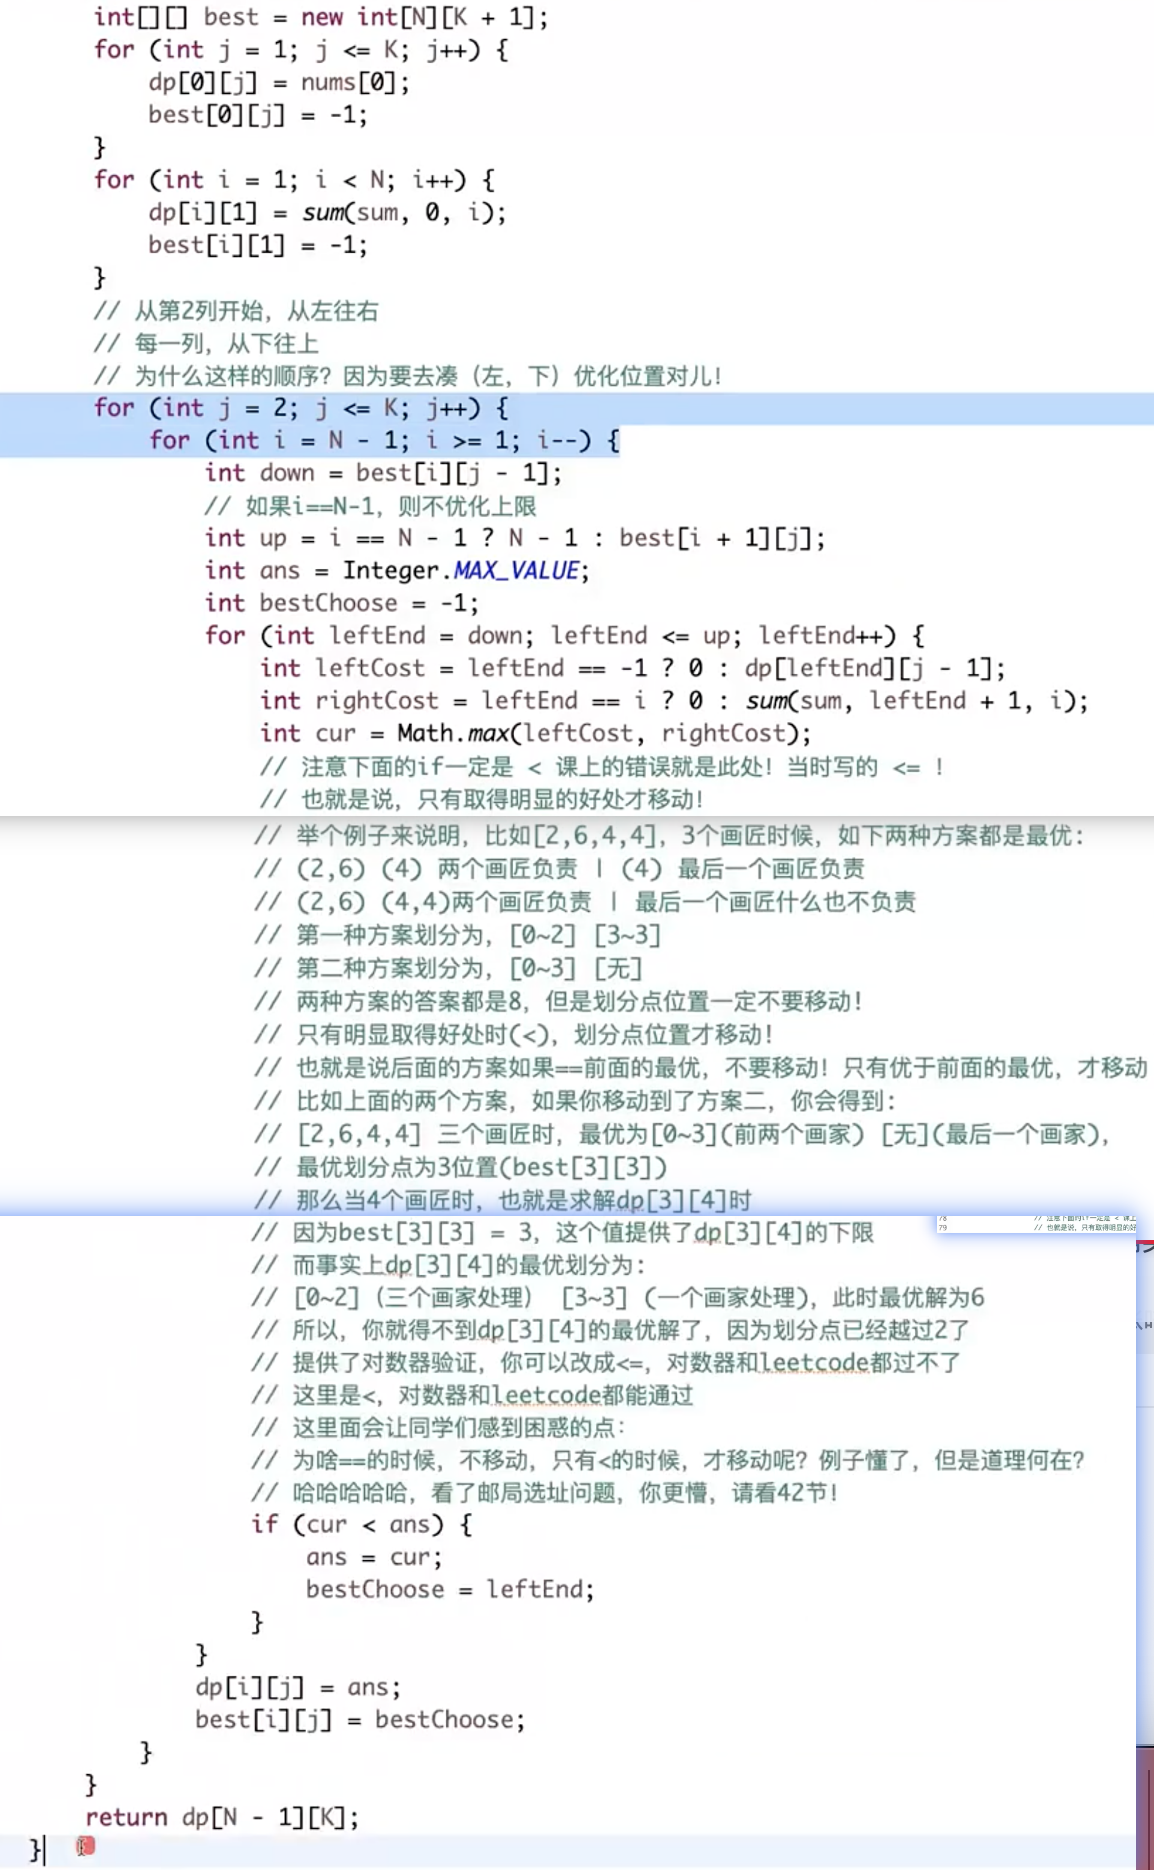 int[][] best = new int[N][K + 1];
for (int j = 1; j <= K; j++) {
dp[0][j] = nums[0];
best[0][j] = -1;
}
for (int i = 1; i < N; i++) {
dp[i][1] = sum(sum, 0, i);
best[i][1] = -1;
}
// 从第2列开始，从左往右
// 每一列，从下往上
// 为什么这样的顺序？因为要去凑（左，下）优化位置对儿！
for (int j = 2; j <= K; j++) {
for (int i = N - 1; i >= 1; i--) {
int down = best[i][j - 1];
// 如果i==N-1，则不优化上限
int up = i == N - 1 ? N - 1 : best[i + 1][j];
int ans = Integer.MAX_VALUE;
int bestChoose = -1;
for (int leftEnd = down; leftEnd <= up; leftEnd++) {
int leftCost = leftEnd == -1 ? 0 : dp[leftEnd][j - 1];
int rightCost = leftEnd == i ? 0 : sum(sum, leftEnd + 1, i);
int cur = Math.max(leftCost, rightCost);
// 注意下面的if一定是 < 课上的错误就是此处！当时写的 <= ！
// 也就是说，只有取得明显的好处才移动！
// 举个例子来说明，比如[2,6,4,4]，3个画匠时候，如下两种方案都是最优：
// (2,6) (4) 两个画匠负责 | (4) 最后一个画匠负责
// (2,6) (4,4)两个画匠负责 | 最后一个画匠什么也不负责
// 第一种方案划分为，[0~2] [3~3]
// 第二种方案划分为，[0~3] [无]
// 两种方案的答案都是8，但是划分点位置一定不要移动！
// 只有明显取得好处时(<)，划分点位置才移动！
// 也就是说后面的方案如果==前面的最优，不要移动！只有优于前面的最优，才移动
// 比如上面的两个方案，如果你移动到了方案二，你会得到：
// [2,6,4,4] 三个画匠时，最优为[0~3](前两个画家) [无](最后一个画家)，
// 最优划分点为3位置(best[3][3])
// 那么当4个画匠时，也就是求解dp[3][4]时
78 // 注意下面的if一定是 < 课上
79 // 也就是说，只有取得明显的好
// 因为best[3][3] = 3，这个值提供了dp[3][4]的下限
// 而事实上dp[3][4]的最优划分为：
// [0~2]（三个画家处理） [3~3]（一个画家处理），此时最优解为6
// 所以，你就得不到dp[3][4]的最优解了，因为划分点已经越过2了
// 提供了对数器验证，你可以改成<=，对数器和leetcode都过不了
// 这里是<，对数器和leetcode都能通过
// 这里面会让同学们感到困惑的点：
// 为啥==的时候，不移动，只有<的时候，才移动呢？例子懂了，但是道理何在？
// 哈哈哈哈哈，看了邮局选址问题，你更懵，请看42节！
if (cur < ans) {
ans = cur;
bestChoose = leftEnd;
}
}
dp[i][j] = ans;
best[i][j] = bestChoose;
}
}
return dp[N - 1][K];
}